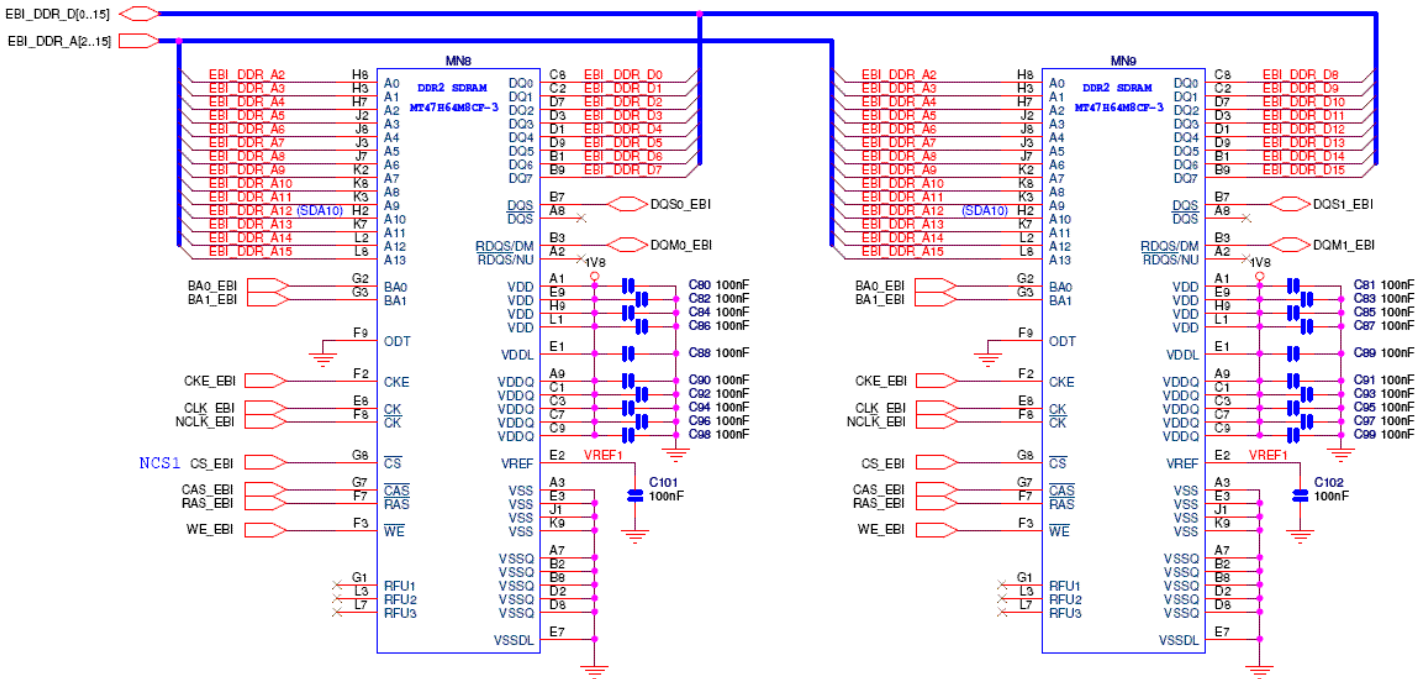 EBI_DDR_D[0..15]
EBI_DDR_A[2..15]
MN8
DDR2 SDRAM
MT47H64M8CF-3
EBI_DDR_A2 H8 A0 DQ0 C8 EBI_DDR_D0
EBI_DDR_A3 H3 A1 DQ1 C2 EBI_DDR_D1
EBI_DDR_A4 H7 A2 DQ2 D7 EBI_DDR_D2
EBI_DDR_A5 J2 A3 DQ3 D3 EBI_DDR_D3
EBI_DDR_A6 J8 A4 DQ4 D1 EBI_DDR_D4
EBI_DDR_A7 J3 A5 DQ5 D9 EBI_DDR_D5
EBI_DDR_A8 J7 A6 DQ6 B1 EBI_DDR_D6
EBI_DDR_A9 K2 A7 DQ7 B9 EBI_DDR_D7
EBI_DDR_A10 K8 A8
EBI_DDR_A11 K3 A9 DQS B7 DQS0_EBI
EBI_DDR_A12 (SDA10) H2 A10 DQS A8
EBI_DDR_A13 K7 A11
EBI_DDR_A14 L2 A12 RDQS/DM B3 DQM0_EBI
EBI_DDR_A15 L8 A13 RDQS/NU A2
1V8
BA0_EBI G2 BA0 VDD A1 C80 100nF
BA1_EBI G3 BA1 VDD E9 C82 100nF
VDD H9 C84 100nF
VDD L1 C86 100nF
F9 ODT
VDDL E1 C88 100nF
CKE_EBI F2 CKE VDDQ A9 C90 100nF
VDDQ C1 C92 100nF
CLK_EBI E8 CK VDDQ C3 C94 100nF
NCLK_EBI F8 CK VDDQ C7 C96 100nF
VDDQ C9 C98 100nF
NCS1 CS_EBI G8 CS VREF E2 VREF1
C101
100nF
CAS_EBI G7 CAS VSS A3
RAS_EBI F7 RAS VSS E3
VSS J1
WE_EBI F3 WE VSS K9
VSSQ A7
VSSQ B2
G1 RFU1 VSSQ B8
L3 RFU2 VSSQ D2
L7 RFU3 VSSQ D8
VSSDL E7
MN9
DDR2 SDRAM
MT47H64M8CF-3
EBI_DDR_A2 H8 A0 DQ0 C8 EBI_DDR_D8
EBI_DDR_A3 H3 A1 DQ1 C2 EBI_DDR_D9
EBI_DDR_A4 H7 A2 DQ2 D7 EBI_DDR_D10
EBI_DDR_A5 J2 A3 DQ3 D3 EBI_DDR_D11
EBI_DDR_A6 J8 A4 DQ4 D1 EBI_DDR_D12
EBI_DDR_A7 J3 A5 DQ5 D9 EBI_DDR_D13
EBI_DDR_A8 J7 A6 DQ6 B1 EBI_DDR_D14
EBI_DDR_A9 K2 A7 DQ7 B9 EBI_DDR_D15
EBI_DDR_A10 K8 A8
EBI_DDR_A11 K3 A9 DQS B7 DQS1_EBI
EBI_DDR_A12 (SDA10) H2 A10 DQS A8
EBI_DDR_A13 K7 A11
EBI_DDR_A14 L2 A12 RDQS/DM B3 DQM1_EBI
EBI_DDR_A15 L8 A13 RDQS/NU A2
1V8
BA0_EBI G2 BA0 VDD A1 C81 100nF
BA1_EBI G3 BA1 VDD E9 C83 100nF
VDD H9 C85 100nF
VDD L1 C87 100nF
F9 ODT
VDDL E1 C89 100nF
CKE_EBI F2 CKE VDDQ A9 C91 100nF
VDDQ C1 C93 100nF
CLK_EBI E8 CK VDDQ C3 C95 100nF
NCLK_EBI F8 CK VDDQ C7 C97 100nF
VDDQ C9 C99 100nF
CS_EBI G8 CS VREF E2 VREF1
C102
100nF
CAS_EBI G7 CAS VSS A3
RAS_EBI F7 RAS VSS E3
VSS J1
WE_EBI F3 WE VSS K9
VSSQ A7
VSSQ B2
G1 RFU1 VSSQ B8
L3 RFU2 VSSQ D2
L7 RFU3 VSSQ D8
VSSDL E7